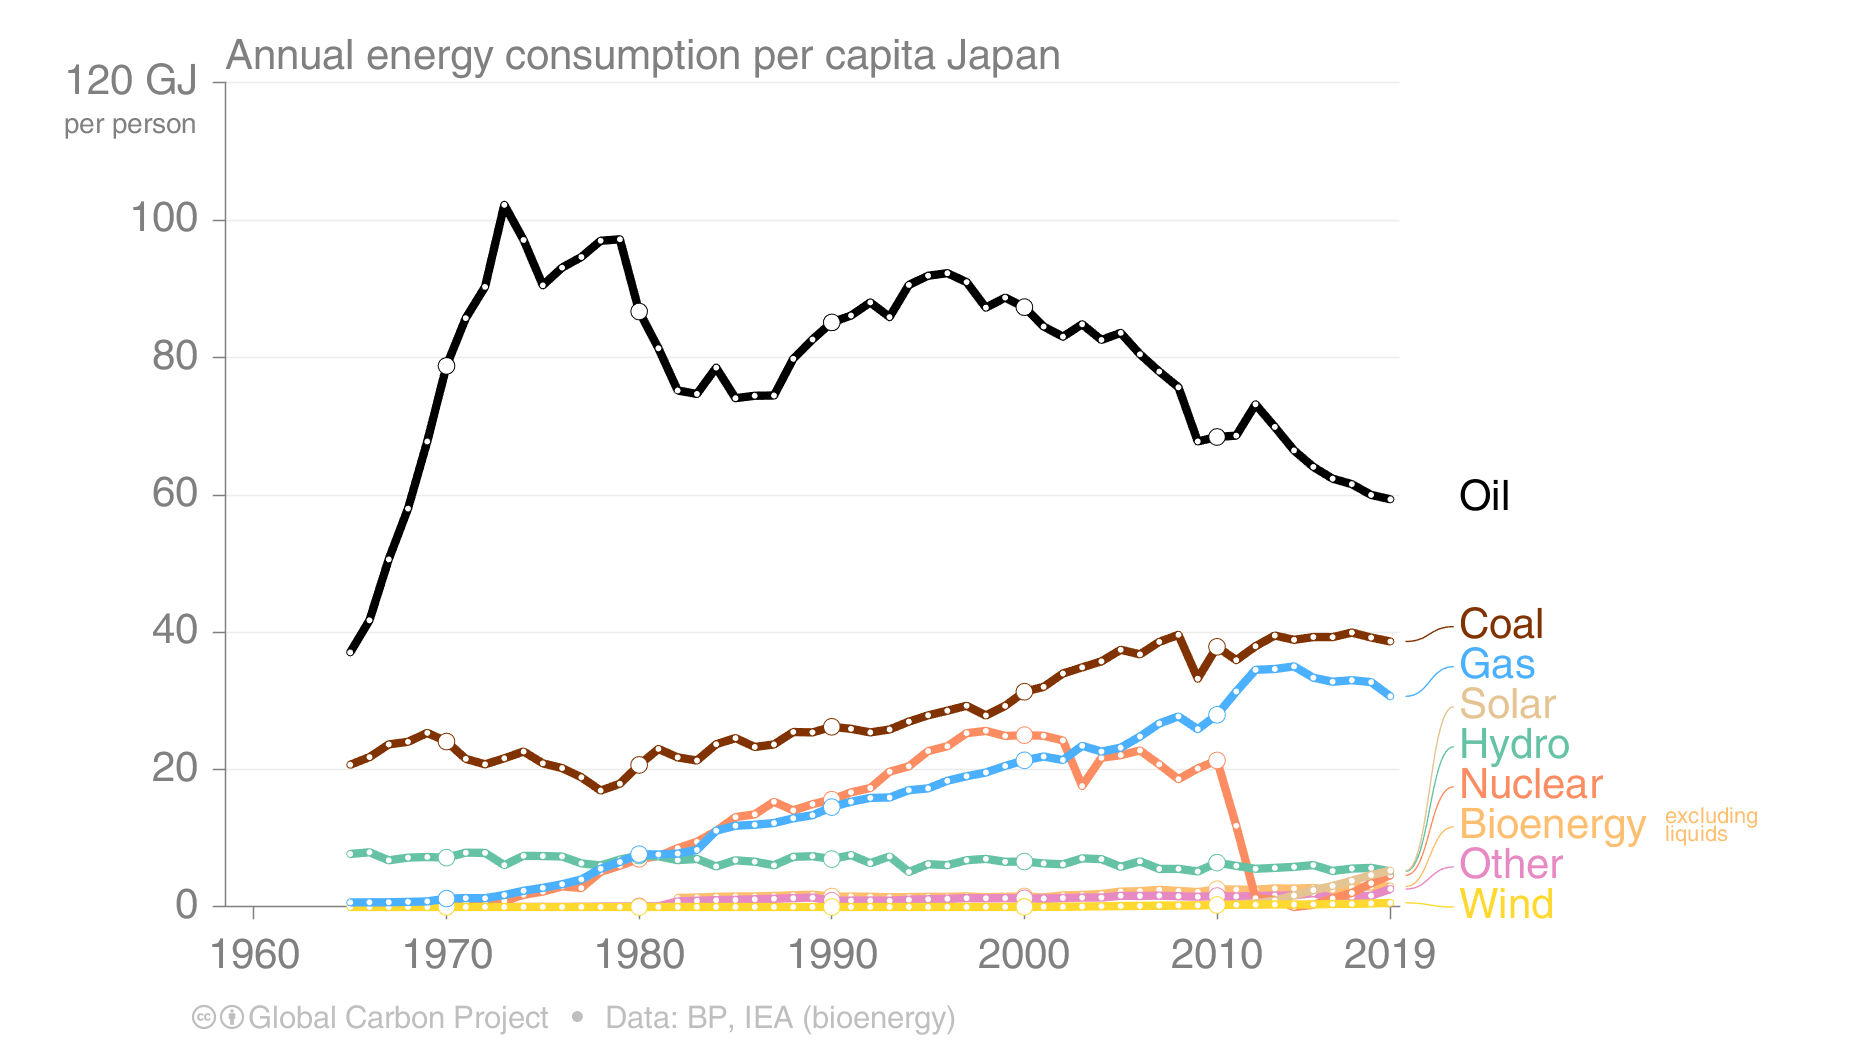 Annual energy consumption per capita Japan
120 GJ
per person
100
80
60
40
20
0
1960 1970 1980 1990 2000 2010 2019
Oil
Coal
Gas
Solar
Hydro
Nuclear
Bioenergy excluding liquids
Other
Wind
cc Global Carbon Project • Data: BP, IEA (bioenergy)